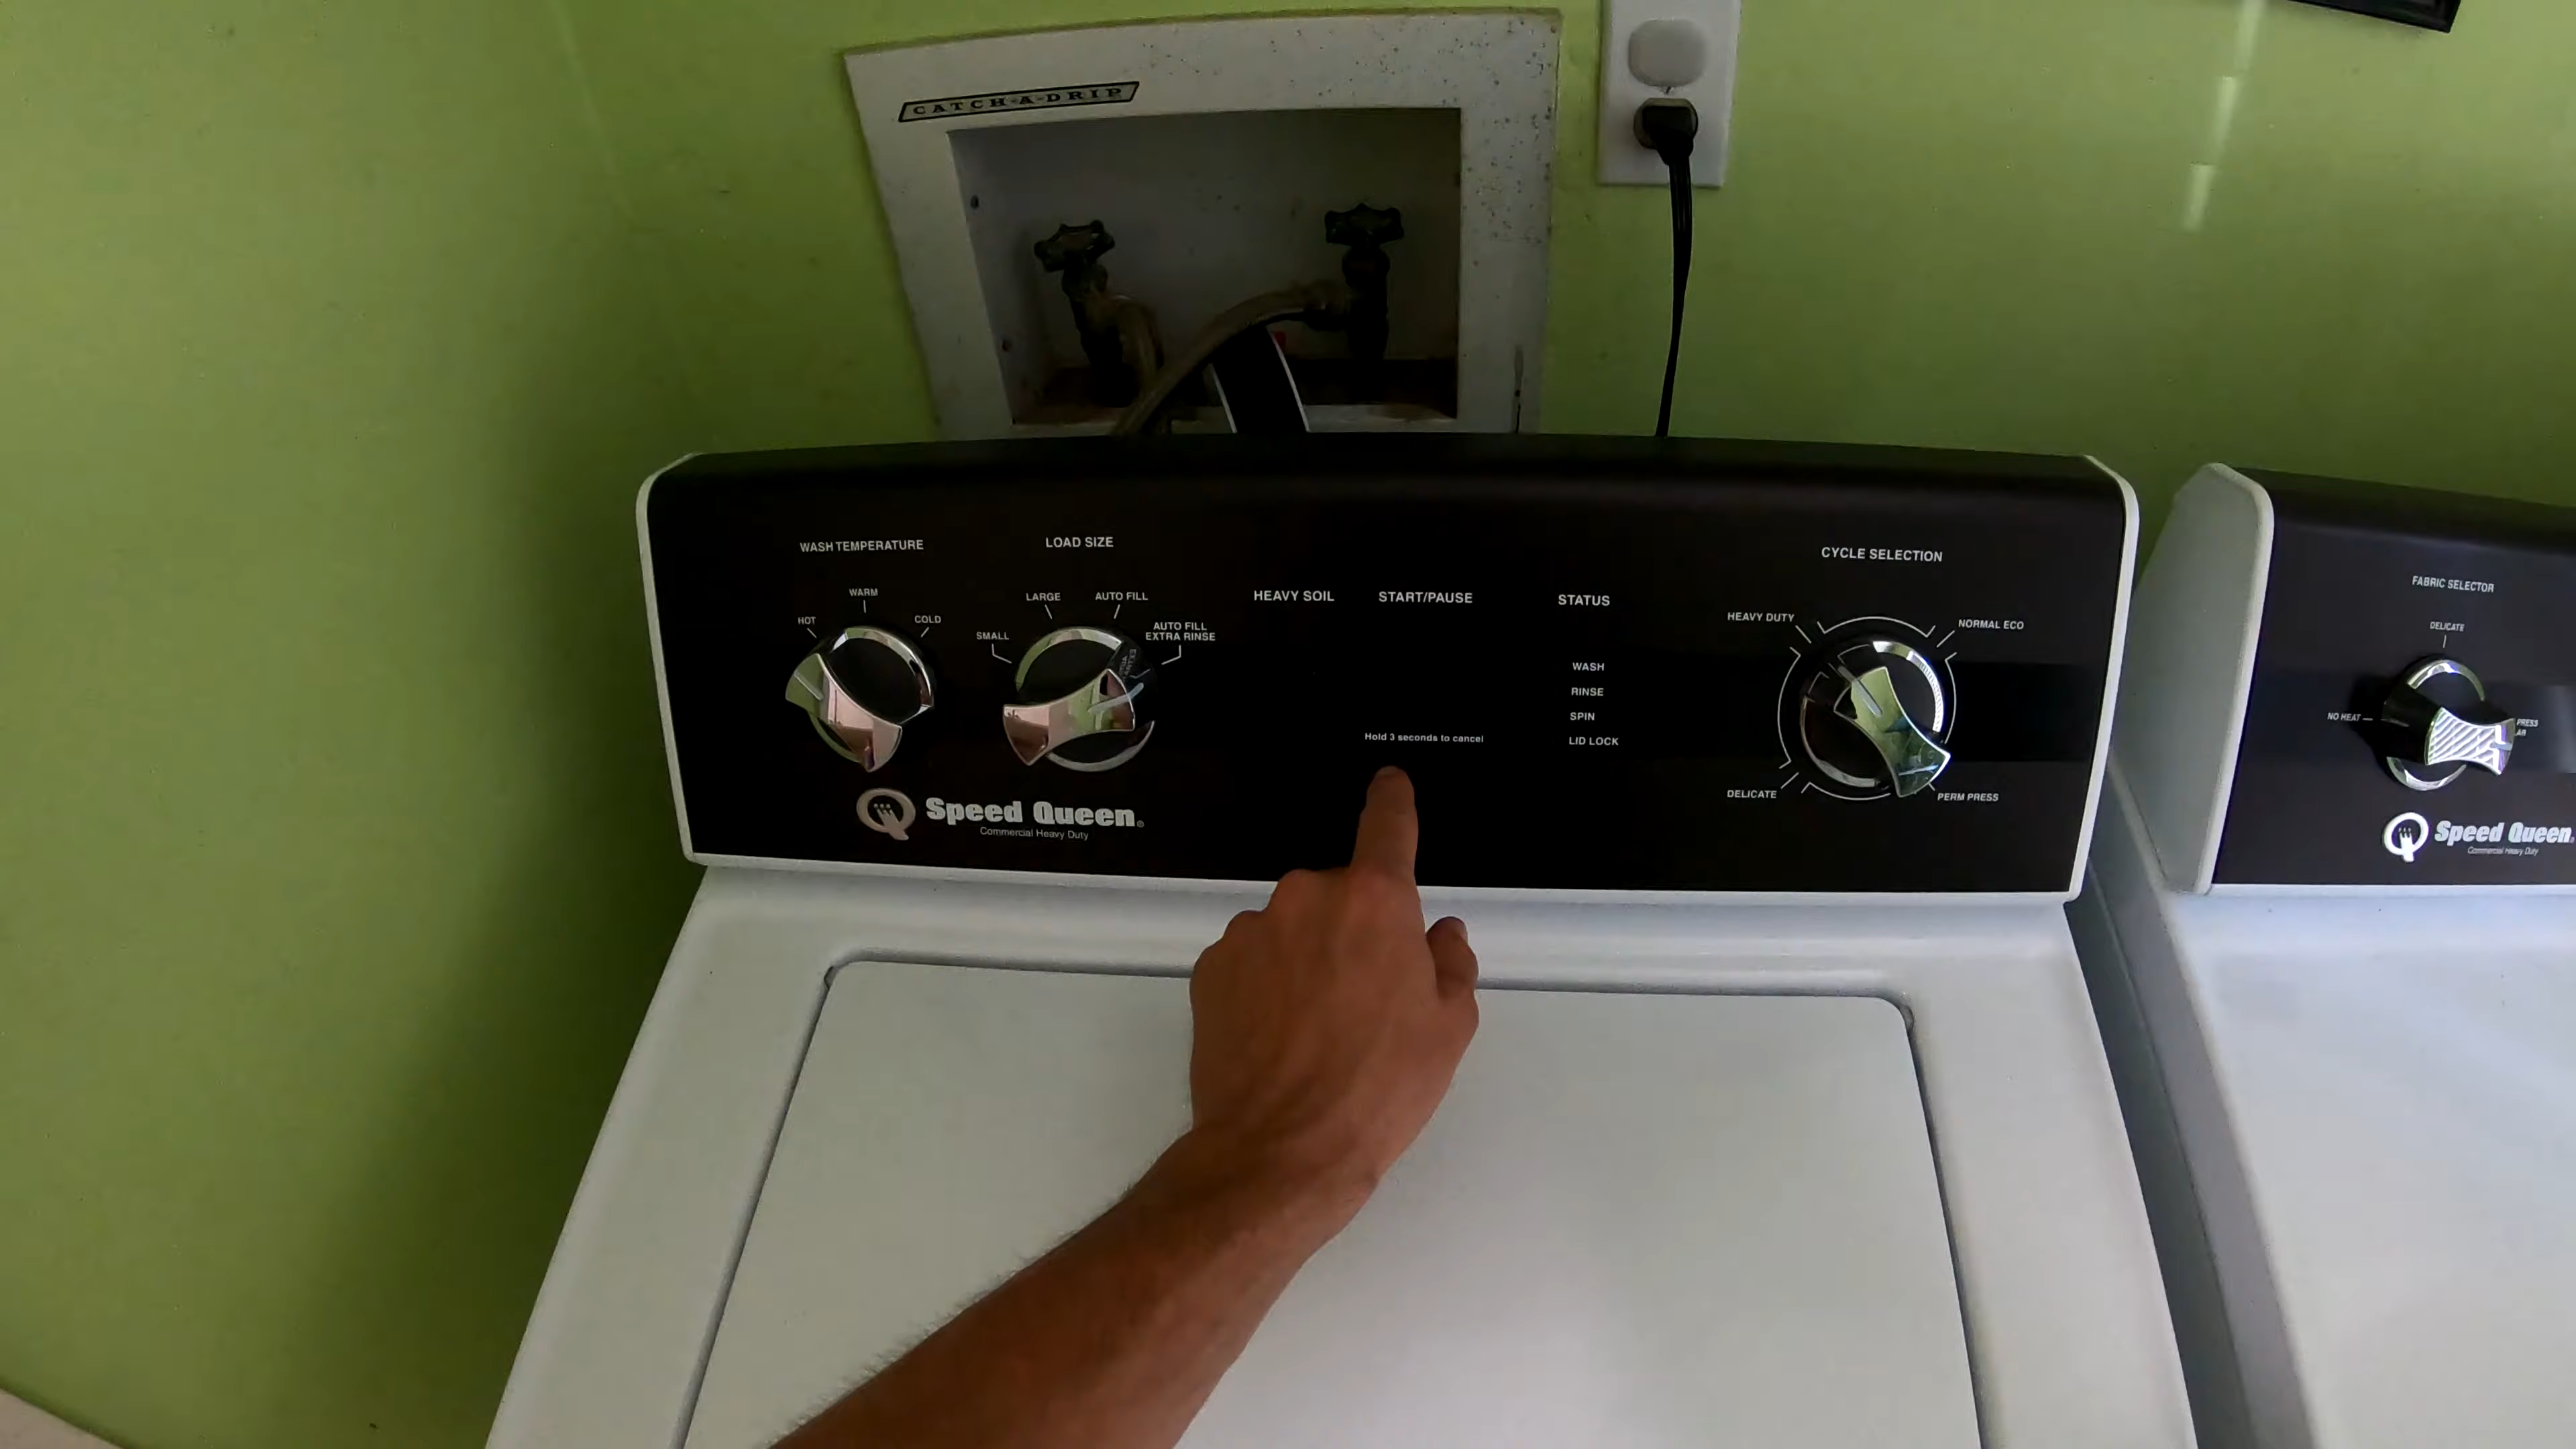 CATCH-A-DRIP
WASH TEMPERATURE
HOT
WARM
COLD
LOAD SIZE
SMALL
LARGE
AUTO FILL
AUTO FILL
EXTRA RINSE
HEAVY SOIL
START/PAUSE
Hold 3 seconds to cancel
STATUS
WASH
RINSE
SPIN
LID LOCK
CYCLE SELECTION
HEAVY DUTY
NORMAL ECO
DELICATE
PERM PRESS
Speed Queen®
Commercial Heavy Duty
FABRIC SELECTOR
DELICATE
NO HEAT
PRESS
Speed Queen
Commercial Heavy Duty